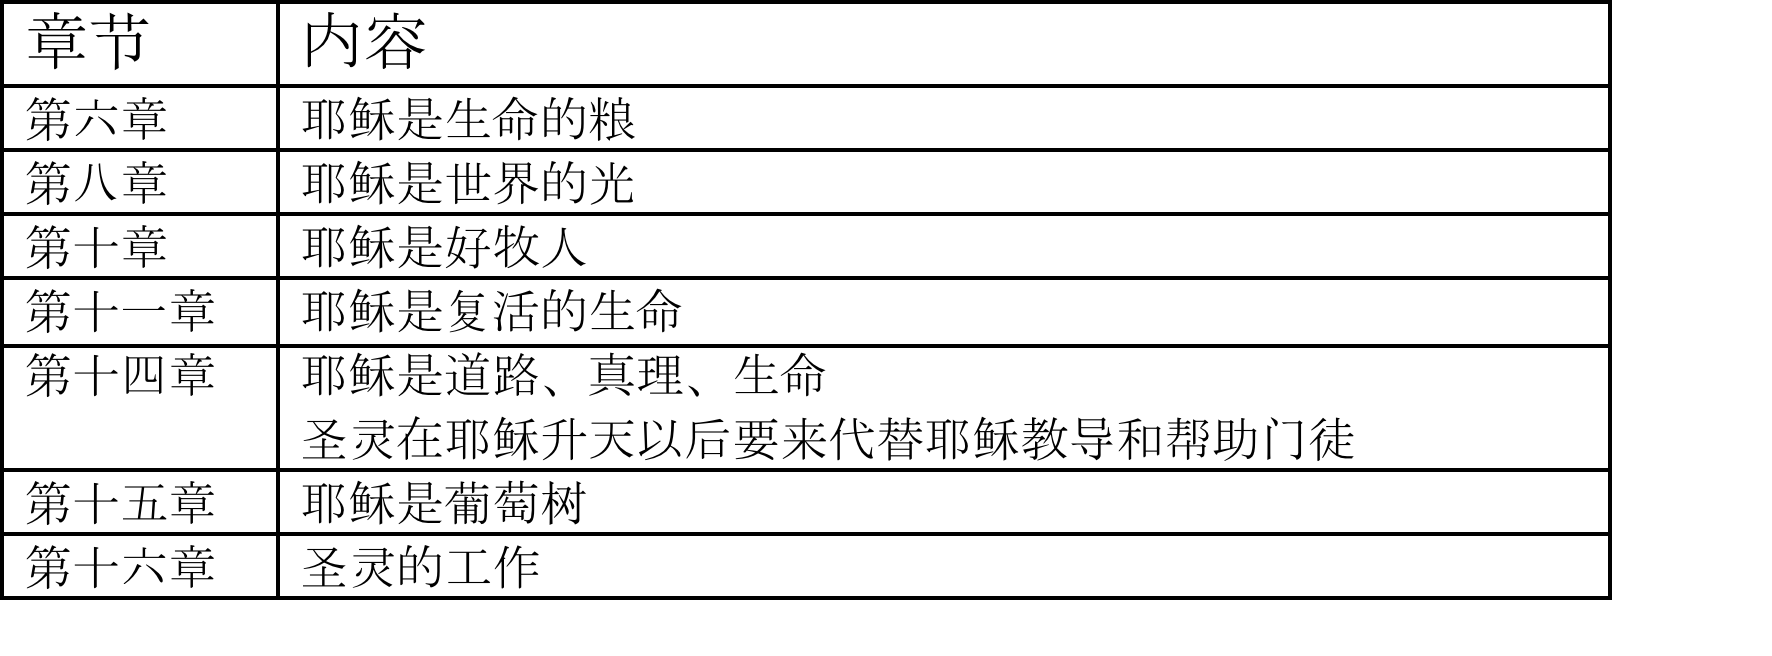 章节 内容
第六章 耶稣是生命的粮
第八章 耶稣是世界的光
第十章 耶稣是好牧人
第十一章 耶稣是复活的生命
第十四章 耶稣是道路、真理、生命
圣灵在耶稣升天以后要来代替耶稣教导和帮助门徒
第十五章 耶稣是葡萄树
第十六章 圣灵的工作